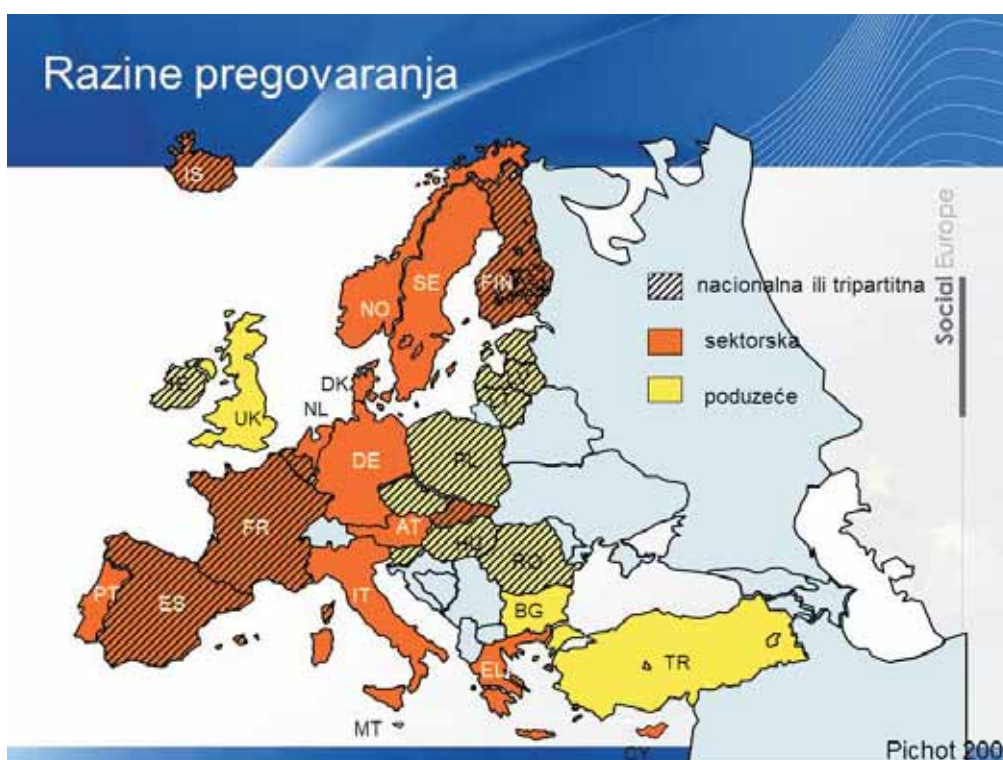 Razine pregovaranja
IS
NO
SE
FIN
nacionalna ili tripartitna
sektorska
poduzeće
Social Europe
DK
NL
IE
UK
DE
PL
FR
AT
HU
RO
PT
ES
IT
BG
EL
TR
MT
CY
Pichot 200